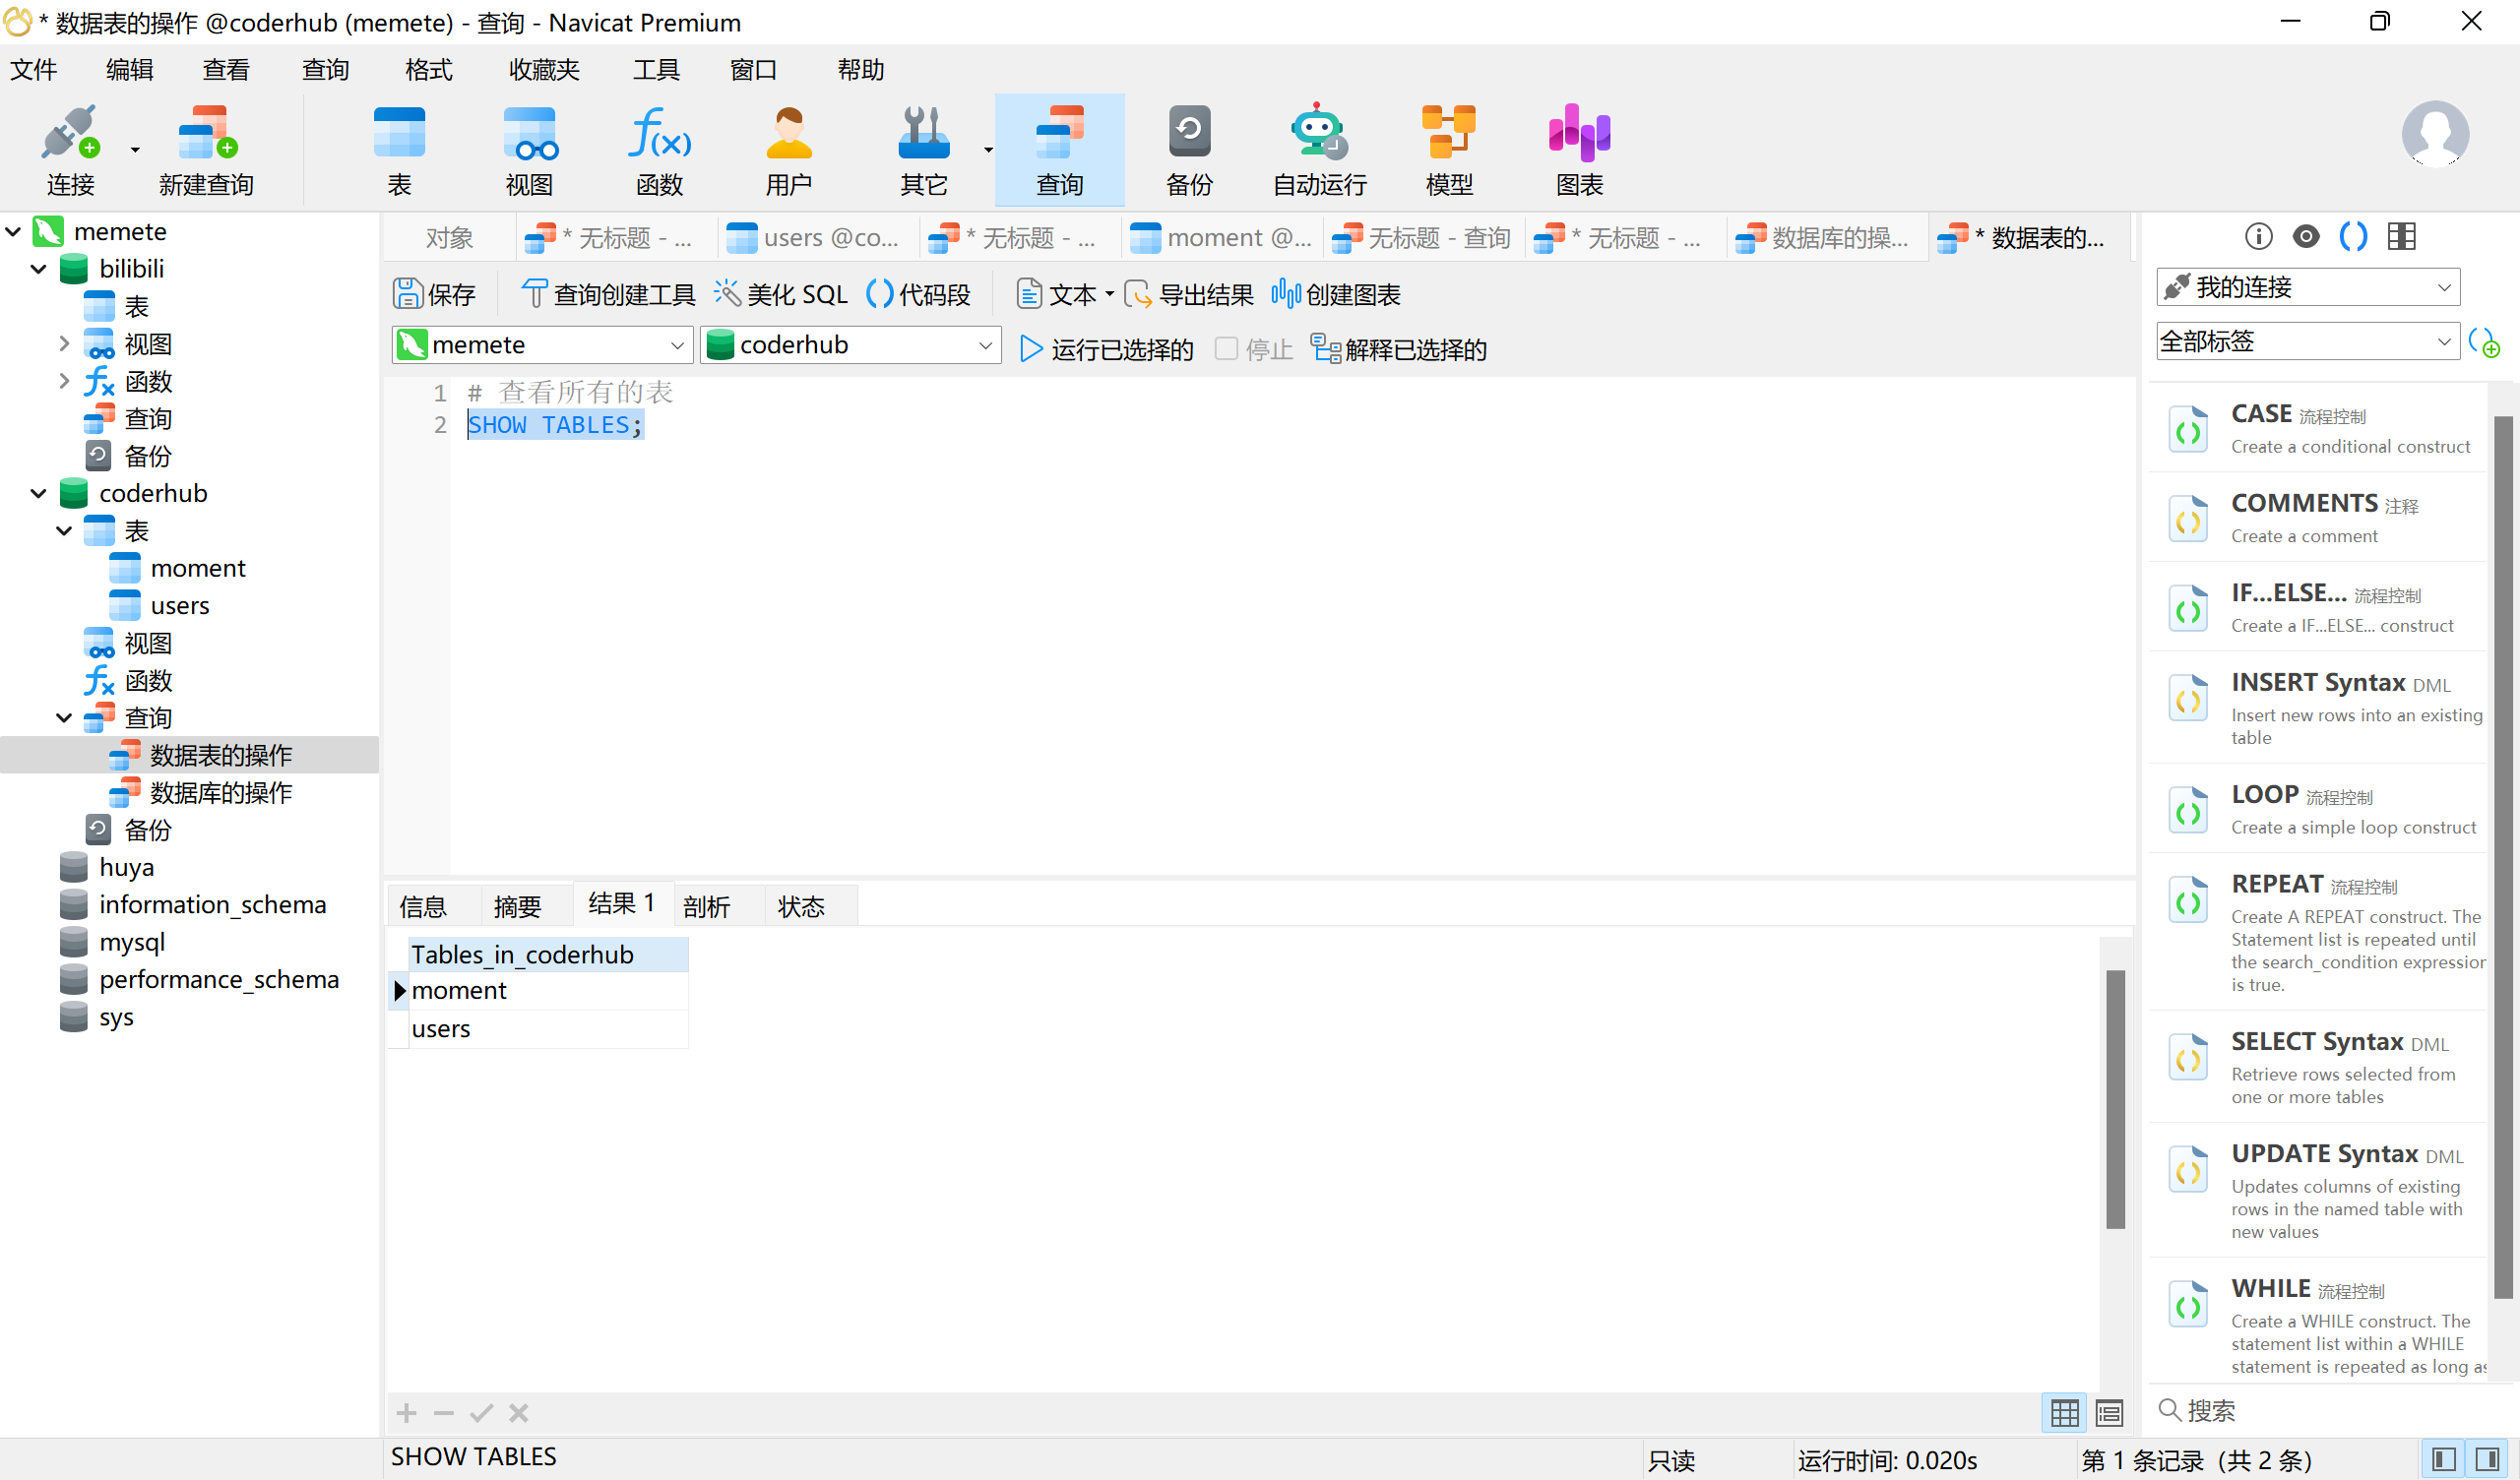 * 数据表的操作 @coderhub (memete) - 查询 - Navicat Premium
文件 编辑 查看 查询 格式 收藏夹 工具 窗口 帮助
连接 新建查询 表 视图 函数 用户 其它 查询 备份 自动运行 模型 图表
memete
bilibili
表
视图
函数
查询
备份
coderhub
表
moment
users
视图
函数
查询
数据表的操作
数据库的操作
备份
huya
information_schema
mysql
performance_schema
sys
对象 * 无标题 - ... users @co... * 无标题 - ... moment @... 无标题 - 查询 * 无标题 - ... 数据库的操... * 数据表的...
保存 查询创建工具 美化 SQL 代码段 文本 导出结果 创建图表
memete coderhub 运行已选择的 停止 解释已选择的
1 # 查看所有的表
2 SHOW TABLES;
信息 摘要 结果 1 剖析 状态
Tables_in_coderhub
moment
users
我的连接
全部标签
CASE 流程控制
Create a conditional construct
COMMENTS 注释
Create a comment
IF...ELSE... 流程控制
Create a IF...ELSE... construct
INSERT Syntax DML
Insert new rows into an existing
table
LOOP 流程控制
Create a simple loop construct
REPEAT 流程控制
Create A REPEAT construct. The
Statement list is repeated until
the search_condition expression
is true.
SELECT Syntax DML
Retrieve rows selected from
one or more tables
UPDATE Syntax DML
Updates columns of existing
rows in the named table with
new values
WHILE 流程控制
Create a WHILE construct. The
statement list within a WHILE
statement is repeated as long as
搜索
SHOW TABLES 只读 运行时间: 0.020s 第 1 条记录 (共 2 条)